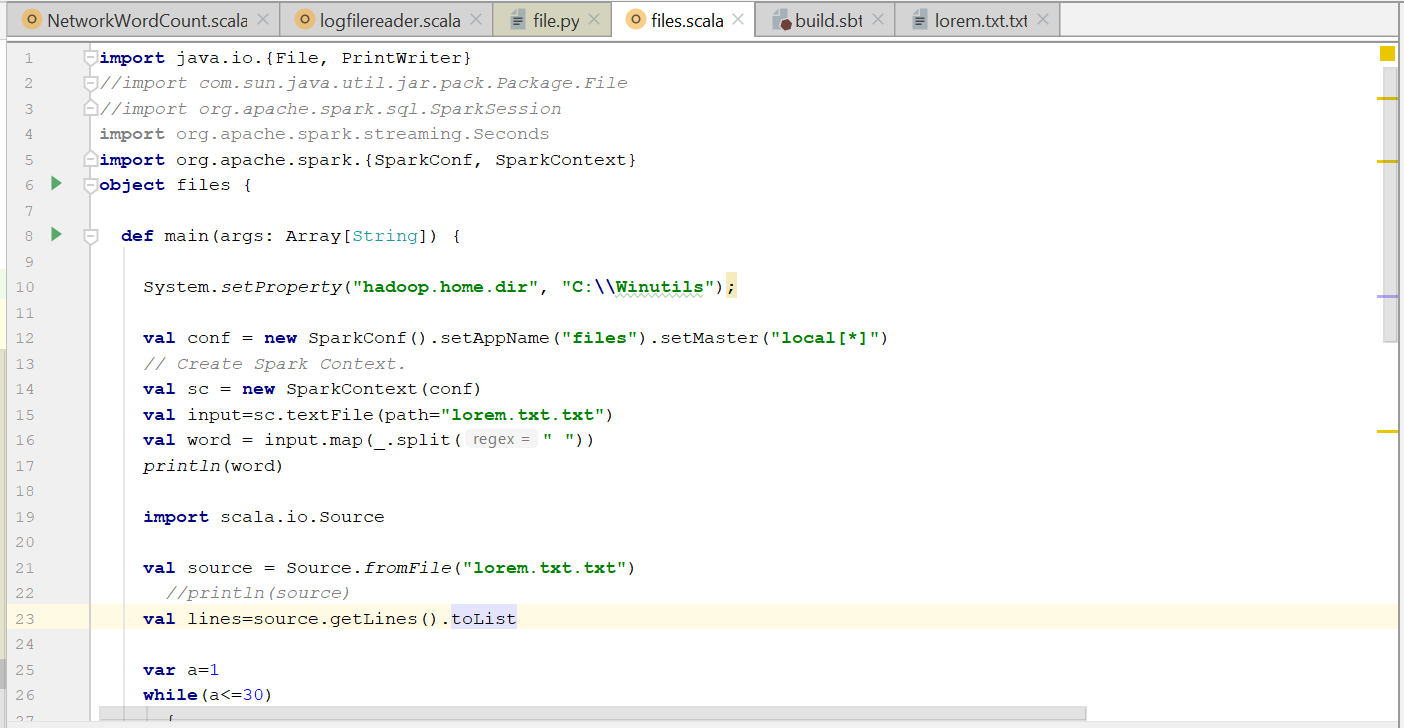 NetworkWordCount.scala logfilereader.scala file.py files.scala build.sbt lorem.txt.txt
1 import java.io.{File, PrintWriter}
2 //import com.sun.java.util.jar.pack.Package.File
3 //import org.apache.spark.sql.SparkSession
4 import org.apache.spark.streaming.Seconds
5 import org.apache.spark.{SparkConf, SparkContext}
6 object files {
7
8 def main(args: Array[String]) {
9
10 System.setProperty("hadoop.home.dir", "C:\\Winutils");
11
12 val conf = new SparkConf().setAppName("files").setMaster("local[*]")
13 // Create Spark Context.
14 val sc = new SparkContext(conf)
15 val input=sc.textFile(path="lorem.txt.txt")
16 val word = input.map(_.split( regex = " "))
17 println(word)
18
19 import scala.io.Source
20
21 val source = Source.fromFile("lorem.txt.txt")
22 //println(source)
23 val lines=source.getLines().toList
24
25 var a=1
26 while(a<=30)
27 {